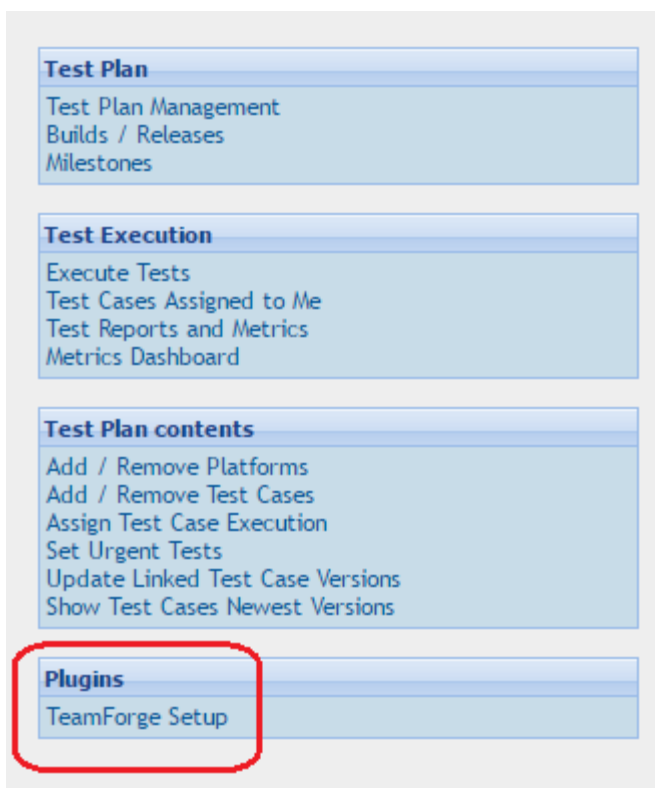 Test Plan
Test Plan Management
Builds / Releases
Milestones
Test Execution
Execute Tests
Test Cases Assigned to Me
Test Reports and Metrics
Metrics Dashboard
Test Plan contents
Add / Remove Platforms
Add / Remove Test Cases
Assign Test Case Execution
Set Urgent Tests
Update Linked Test Case Versions
Show Test Cases Newest Versions
Plugins
TeamForge Setup